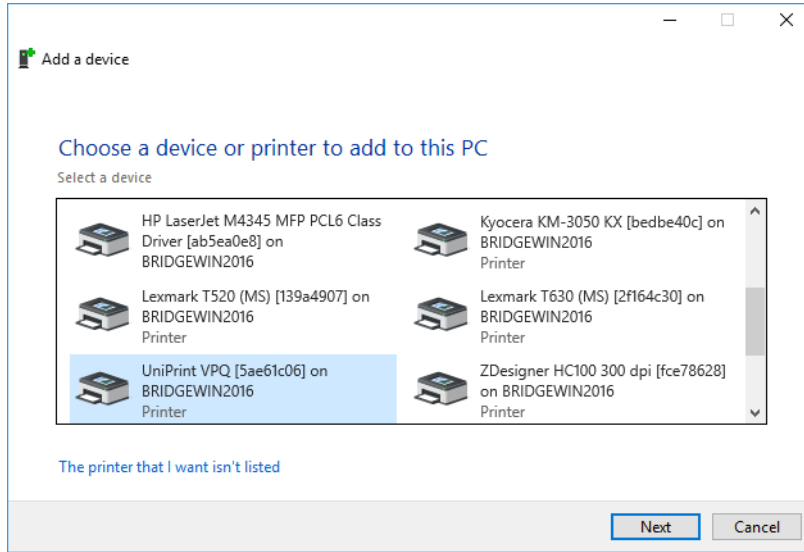 Add a device
Choose a device or printer to add to this PC
Select a device
HP LaserJet M4345 MFP PCL6 Class
Driver [ab5ea0e8] on
BRIDGEWIN2016
Kyocera KM-3050 KX [bedbe40c] on
BRIDGEWIN2016
Printer
Lexmark T520 (MS) [139a4907] on
BRIDGEWIN2016
Printer
Lexmark T630 (MS) [2f164c30] on
BRIDGEWIN2016
Printer
UniPrint VPQ [5ae61c06] on
BRIDGEWIN2016
Printer
ZDesigner HC100 300 dpi [fce78628]
on BRIDGEWIN2016
Printer
The printer that I want isn't listed
Next
Cancel